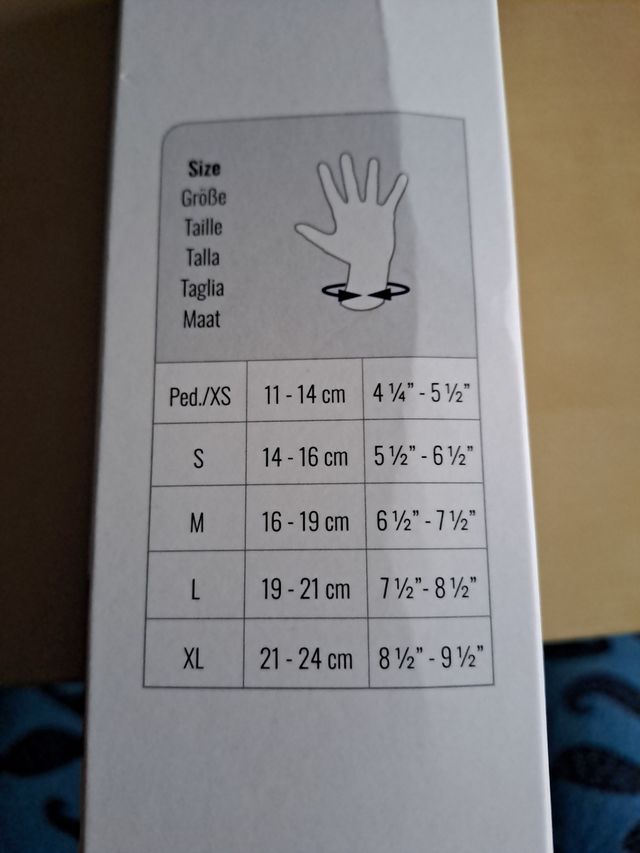 Size
Größe
Taille
Talla
Taglia
Maat
Ped./XS 11 - 14 cm 4 ¼” - 5 ½”
S 14 - 16 cm 5 ½” - 6 ½”
M 16 - 19 cm 6 ½” - 7 ½”
L 19 - 21 cm 7 ½”- 8 ½”
XL 21 - 24 cm 8 ½” - 9 ½”